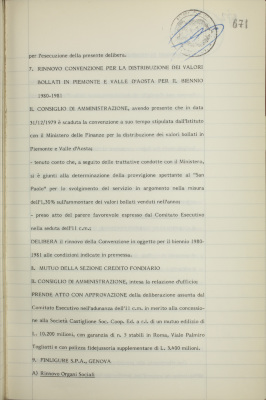 671
per l'esecuzione della presente delibera.
7. RINNOVO CONVENZIONE PER LA DISTRIBUZIONE DEI VALORI
BOLLATI IN PIEMONTE E VALLE D'AOSTA PER IL BIENNIO
1980-1981
IL CONSIGLIO DI AMMINISTRAZIONE, avendo presente che in data
31/12/1979 è scaduta la convenzione a suo tempo stipulata dall'Istituto
con il Ministero delle Finanze per la distribuzione dei valori bollati in
Piemonte e Valle d'Aosta;
- tenuto conto che, a seguito delle trattative condotte con il Ministero,
si è giunti alla determinazione della provvigione spettante al "San
Paolo" per lo svolgimento del servizio in argomento nella misura
dell'1,30% sull'ammontare dei valori bollati venduti nell'anno;
- preso atto del parere favorevole espresso dal Comitato Esecutivo
nella seduta dell'11 c.m.;
DELIBERA il rinnovo della Convenzione in oggetto per il biennio 1980-
1981 alle condizioni indicate in premessa.
8. MUTUO DELLA SEZIONE CREDITO FONDIARIO
IL CONSIGLIO DI AMMINISTRAZIONE, intesa la relazione d'ufficio,
PRENDE ATTO CON APPROVAZIONE della deliberazione assunta dal
Comitato Esecutivo nell'adunanza dell'11 c.m. in merito alla concessio-
ne alla Società Castiglione Soc. Coop. Ed. a r.l. di un mutuo edilizio di
L. 10.200 milioni, con garanzia di n. 3 stabili in Roma, Viale Palmiro
Togliatti e con polizza fidejussoria supplementare di L. 3.400 milioni.
9. FINLIGURE S.P.A., GENOVA
A) Rinnovo Organi Sociali